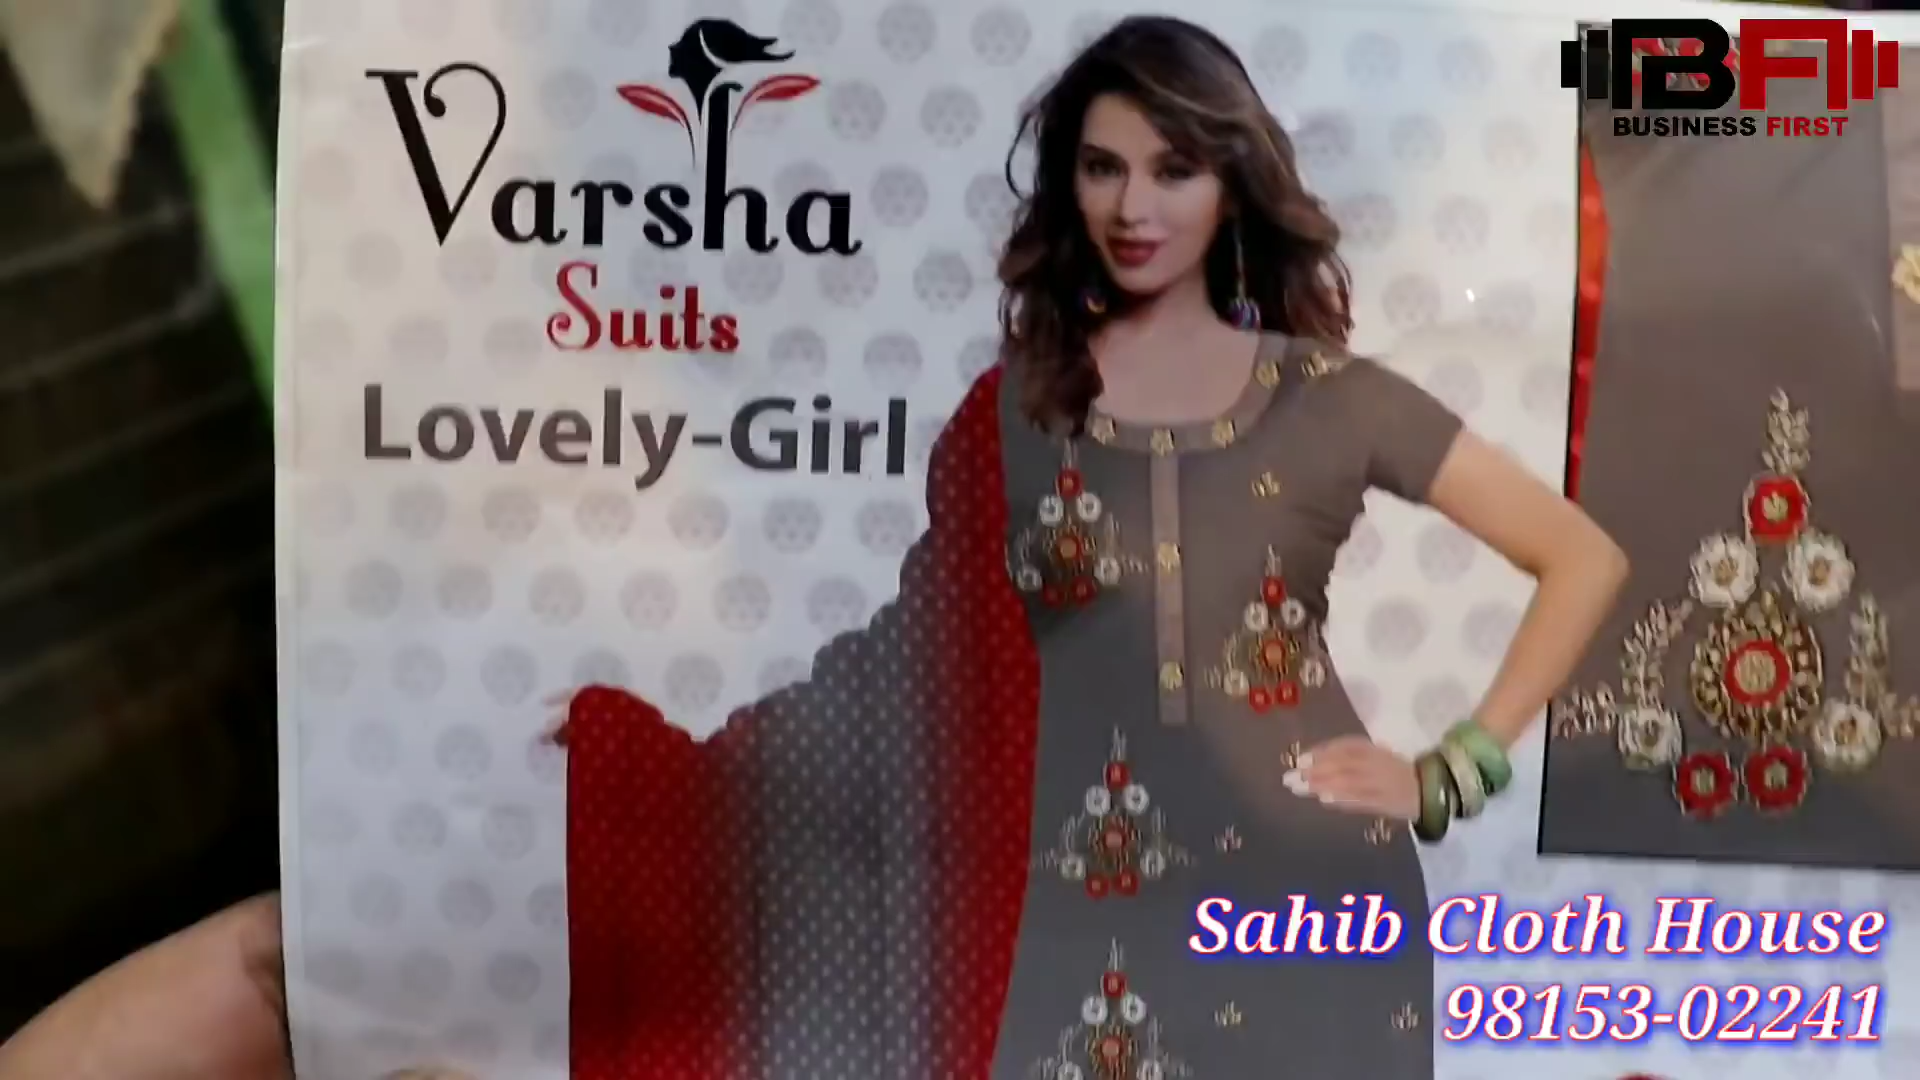 Varsha
Suits
Lovely-Girl
BF
BUSINESS FIRST
Sahib Cloth House
98153-02241